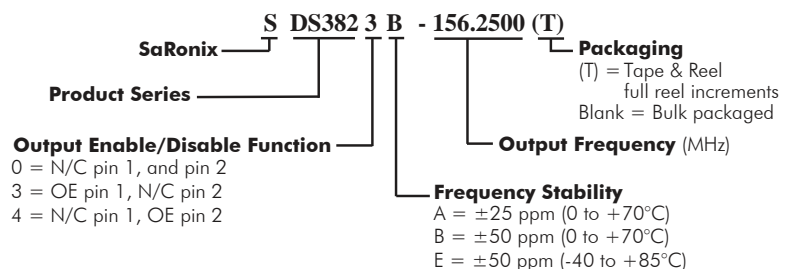 S DS382 3 B - 156.2500 (T)
SaRonix
Product Series
Output Enable/Disable Function
0 = N/C pin 1, and pin 2
3 = OE pin 1, N/C pin 2
4 = N/C pin 1, OE pin 2
Packaging
(T) = Tape & Reel
full reel increments
Blank = Bulk packaged
Output Frequency (MHz)
Frequency Stability
A = ±25 ppm (0 to +70°C)
B = ±50 ppm (0 to +70°C)
E = ±50 ppm (-40 to +85°C)